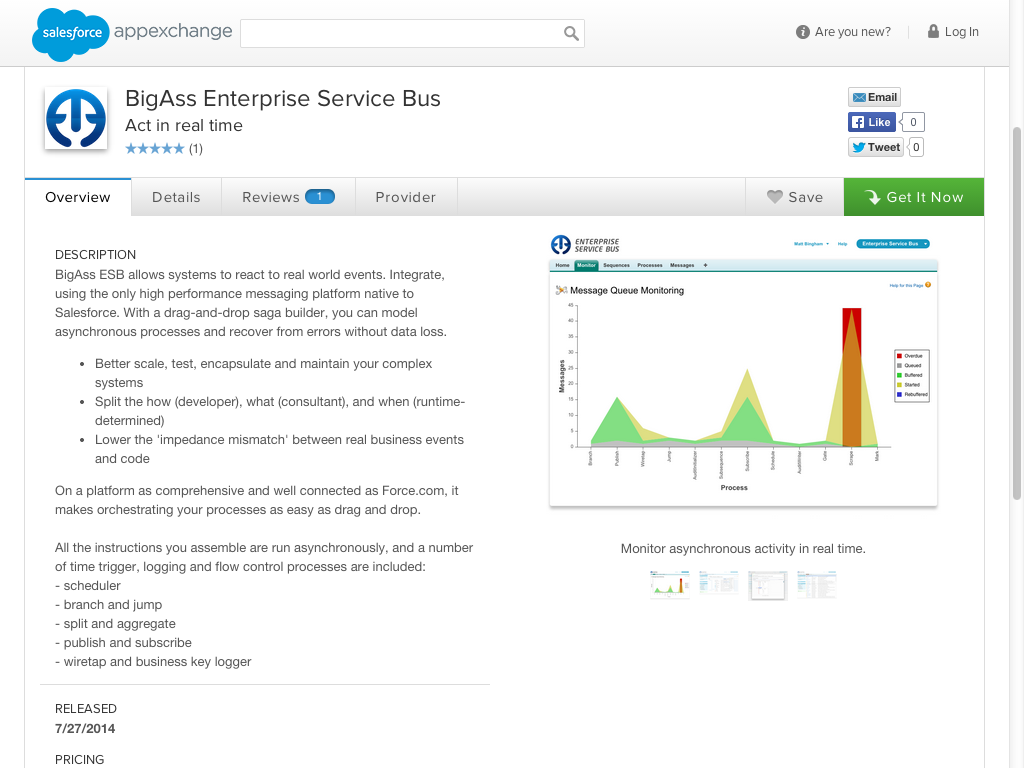 salesforce appexchange
Are you new?
Log In
BigAss Enterprise Service Bus
Act in real time
(1)
Email
Like 0
Tweet 0
Overview
Details
Reviews 1
Provider
Save
Get It Now
DESCRIPTION
BigAss ESB allows systems to react to real world events. Integrate,
using the only high performance messaging platform native to
Salesforce. With a drag-and-drop saga builder, you can model
asynchronous processes and recover from errors without data loss.
• Better scale, test, encapsulate and maintain your complex
systems
• Split the how (developer), what (consultant), and when (runtime-
determined)
• Lower the 'impedance mismatch' between real business events
and code
On a platform as comprehensive and well connected as Force.com, it
makes orchestrating your processes as easy as drag and drop.
All the instructions you assemble are run asynchronously, and a number
of time trigger, logging and flow control processes are included:
- scheduler
- branch and jump
- split and aggregate
- publish and subscribe
- wiretap and business key logger
RELEASED
7/27/2014
PRICING
ENTERPRISE
SERVICE BUS
Matt Bingham
Help
Enterprise Service Bus
Home Monitor Sequences Processes Messages +
Message Queue Monitoring
Help for this Page
Messages
45
40
35
30
25
20
15
10
5
0
Branch
Publish
Wiretap
Jump
AuditInitializer
Subsequence
Subscribe
Schedule
AuditWriter
Gate
Scrape
Mark
Process
Overdue
Queued
Buffered
Started
Rebuffered
Monitor asynchronous activity in real time.